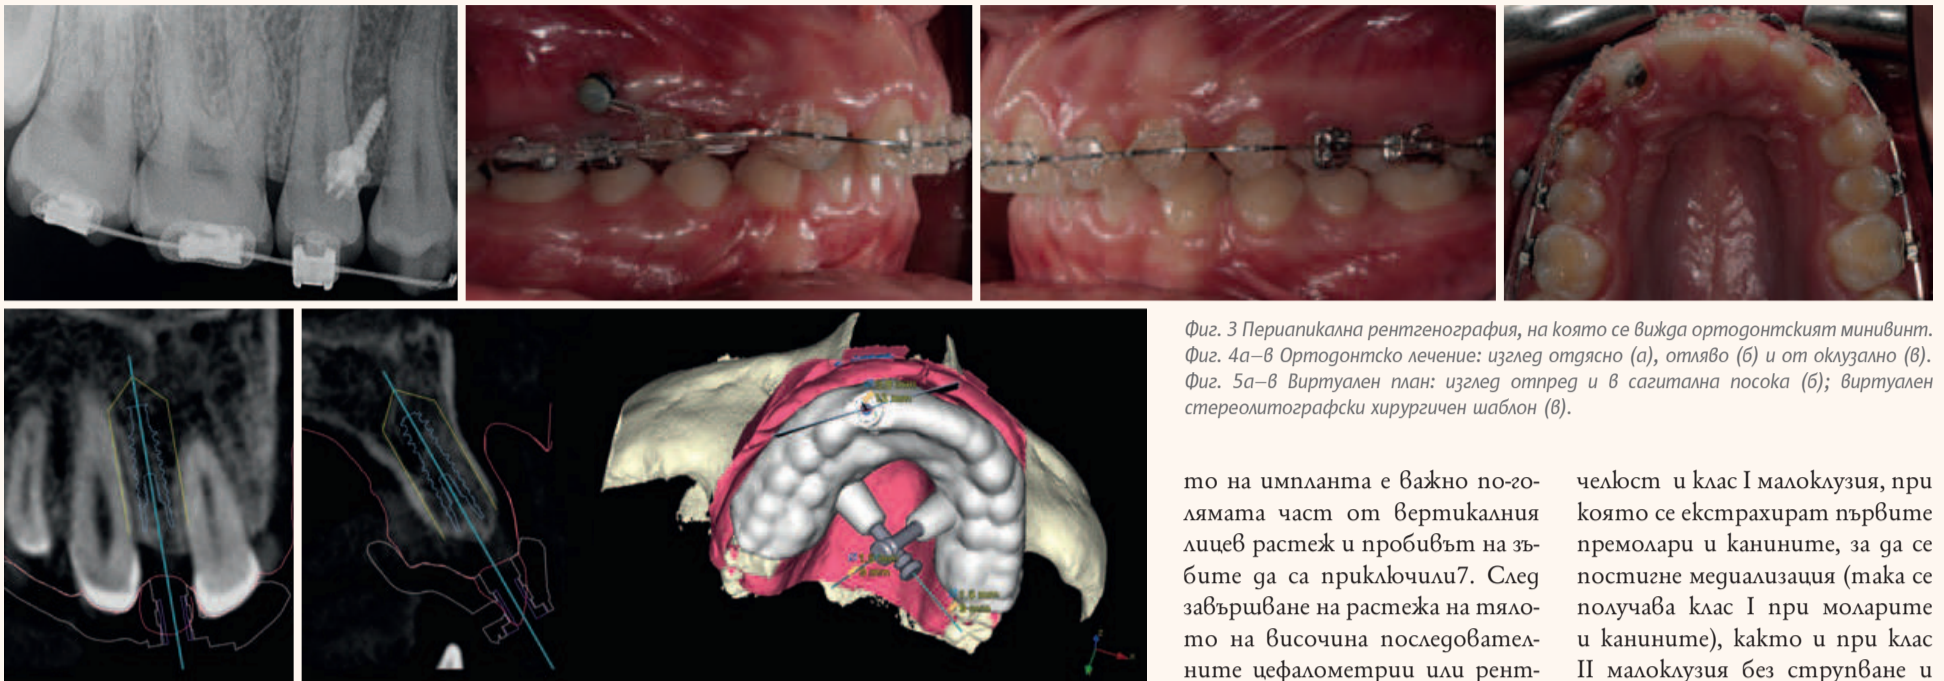 Фиг. 3 Периапикална рентгенография, на която се вижда ортодонтският минивинт.
Фиг. 4а–в Ортодонтско лечение: изглед отдясно (а), отляво (б) и от оклузално (в).
Фиг. 5а–в Виртуален план: изглед отпред и в сагитална посока (б); виртуален
стереолитографски хирургичен шаблон (в).
то на импланта е важно по-го-
лямата част от вертикалния
лицев растеж и пробивът на зъ-
бите да са приключили7. След
завършване на растежа на тяло-
то на височина последовател-
ните цефалометрии или рент-
челюст и клас I малоклузия, при
която се екстрахират първите
премолари и канините, за да се
постигне медиализация (така се
получава клас I при моларите
и канините), както и при клас
II малоклузия без струпване и